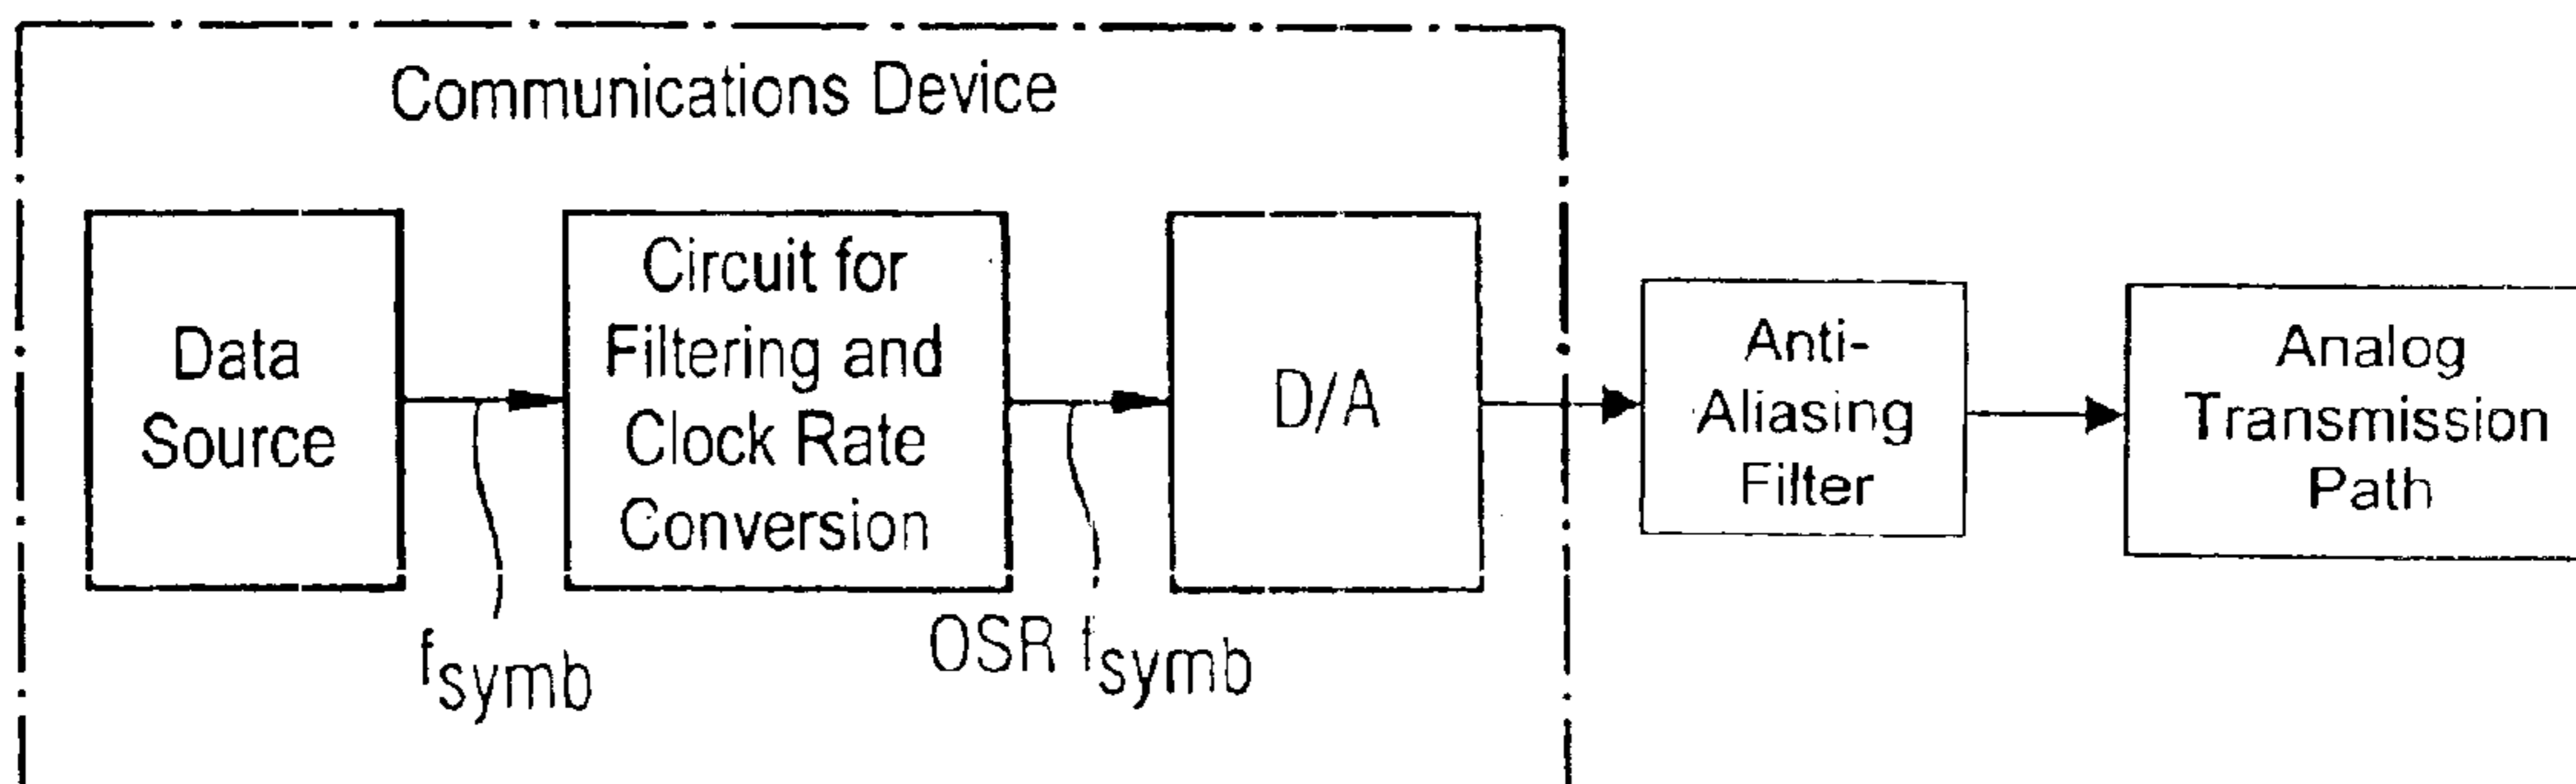 Communications Device
Data
Source
Circuit for
Filtering and
Clock Rate
Conversion
D/A
Anti-
Aliasing
Filter
Analog
Transmission
Path
fsymb
OSR fsymb